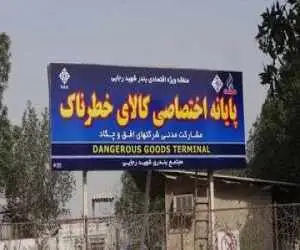 منطقه ویژه اقتصادی بندر شهید رجایی
پایانه اختصاصی کالای خطرناک
مشارکت مدنی شرکتهای افق و چکاد
DANGEROUS GOODS TERMINAL
مجتمع بندری شهید رجایی